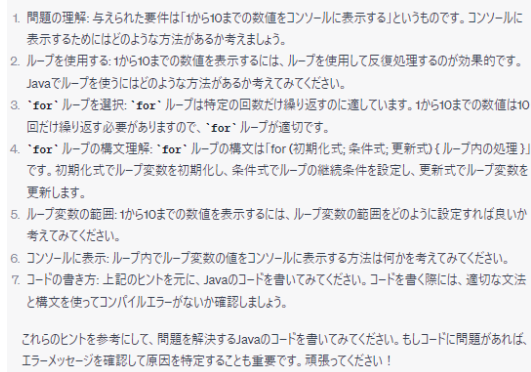 1. 問題の理解: 与えられた要件は「1から10までの数値をコンソールに表示する」というものです。コンソールに
表示するためにはどのような方法があるか考えましょう。
2. ループを使用する: 1から10までの数値を表示するには、ループを使用して反復処理するのが効果的です。
Javaでループを使うにはどのような方法があるか考えてみてください。
3. `for` ループを選択: `for` ループは特定の回数だけ繰り返すのに適しています。1から10までの数値は10
回だけ繰り返す必要がありますので、`for` ループが適切です。
4. `for` ループの構文理解: `for` ループの構文は「for (初期化式; 条件式; 更新式) { ループ内の処理 }」
です。初期化式でループ変数を初期化し、条件式でループの継続条件を設定し、更新式でループ変数を
更新します。
5. ループ変数の範囲: 1から10までの数値を表示するには、ループ変数の範囲をどのように設定すれば良いか
考えてみてください。
6. コンソールに表示: ループ内でループ変数の値をコンソールに表示する方法は何かを考えてみてください。
7. コードの書き方: 上記のヒントを元に、Javaのコードを書いてみてください。コードを書く際には、適切な文法
と構文を使ってコンパイルエラーがないか確認しましょう。
これらのヒントを参考にして、問題を解決するJavaのコードを書いてみてください。もしコードに問題があれば、
エラーメッセージを確認して原因を特定することも重要です。頑張ってください!